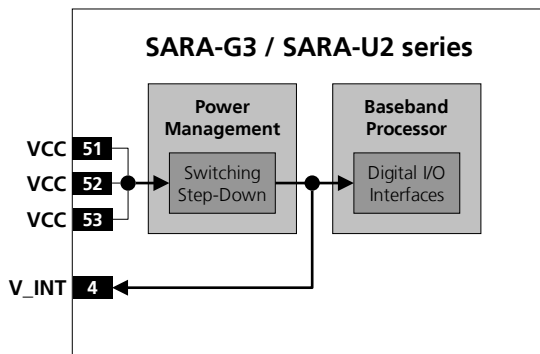 SARA-G3 / SARA-U2 series
Power
Management
Baseband
Processor
VCC 51
Switching
Step-Down
Digital I/O
Interfaces
VCC 52
VCC 53
V_INT 4